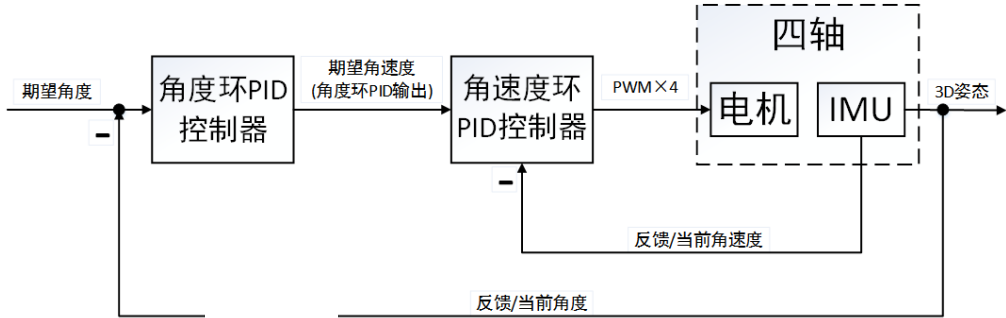 四轴
期望角度
角度环PID
控制器
期望角速度
(角度环PID输出)
角速度环
PID控制器
PWM×4
电机
IMU
3D姿态
反馈/当前角速度
反馈/当前角度